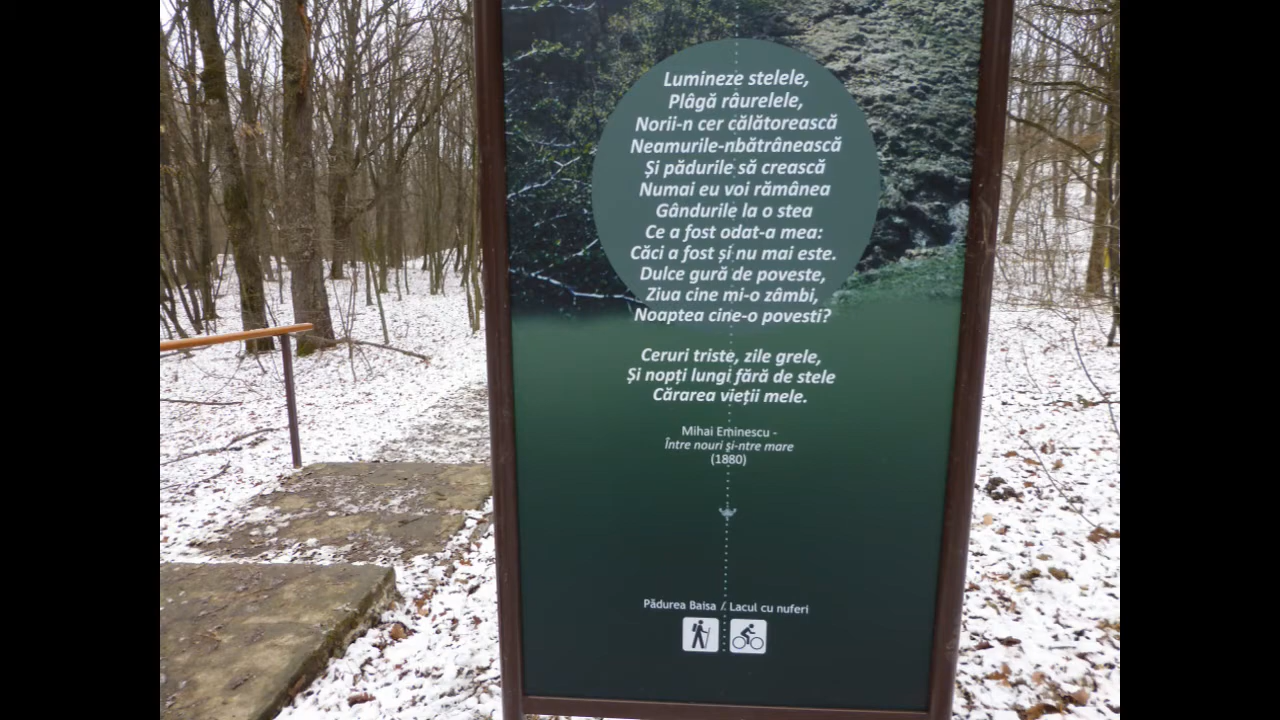 Lumineze stelele,
Plâgă râurelele,
Norii-n cer călătorească
Neamurile-nbătrânească
Și pădurile să crească
Numai eu voi rămânea
Gândurile la o stea
Ce a fost odat-a mea:
Căci a fost și nu mai este.
Dulce gură de poveste,
Ziua cine mi-o zâmbi,
Noaptea cine-o povesti?
Ceruri triste, zile grele,
Și nopți lungi fără de stele
Cărarea vieții mele.
Mihai Eminescu -
Între nouri și-ntre mare
(1880)
Pădurea Baisa / Lacul cu nuferi